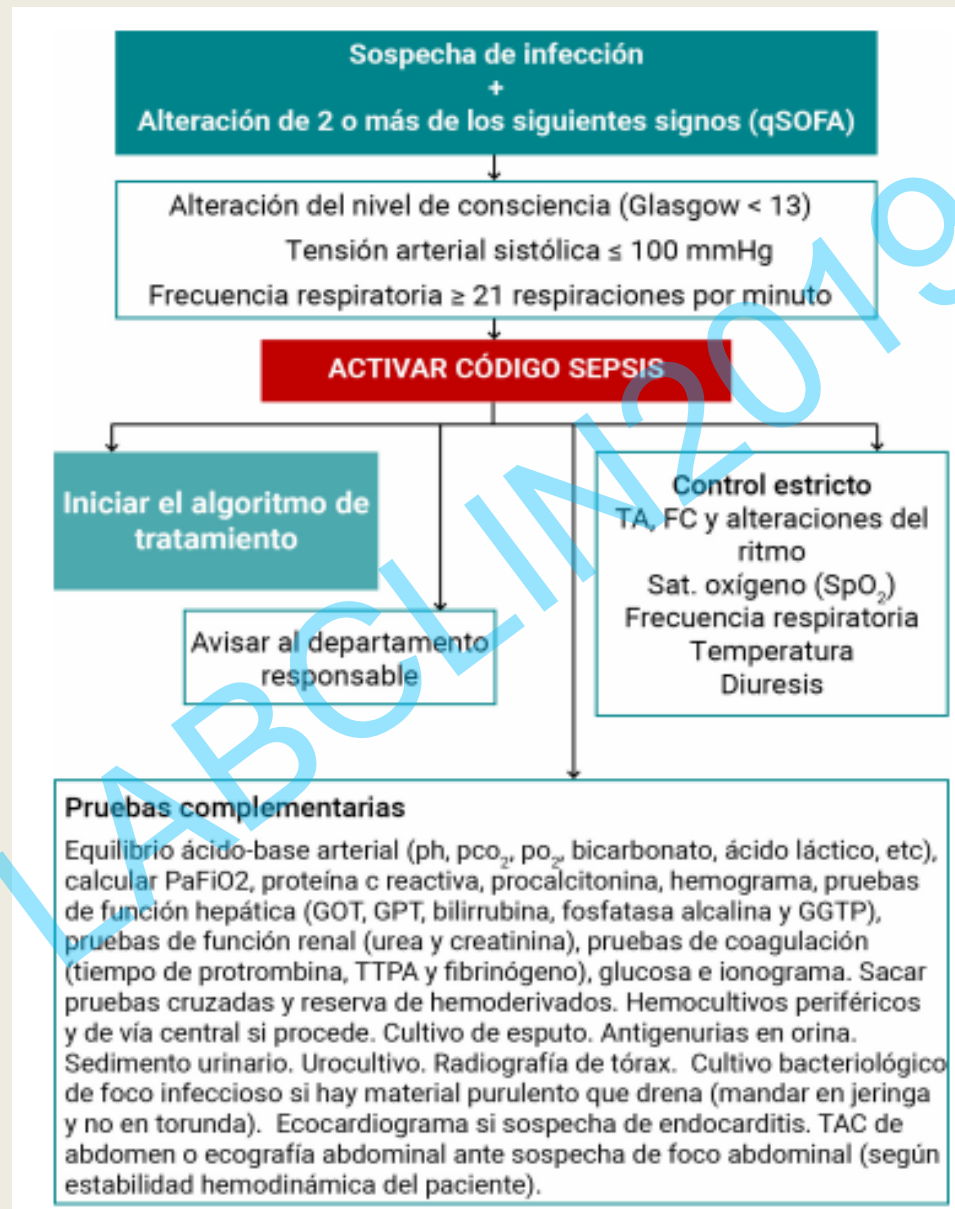 Sospecha de infección
+
Alteración de 2 o más de los siguientes signos (qSOFA)
Alteración del nivel de consciencia (Glasgow < 13)
Tensión arterial sistólica ≤ 100 mmHg
Frecuencia respiratoria ≥ 21 respiraciones por minuto
ACTIVAR CÓDIGO SEPSIS
Iniciar el algoritmo de
tratamiento
Avisar al departamento
responsable
Control estricto
TA, FC y alteraciones del
ritmo
Sat. oxígeno (SpO₂)
Frecuencia respiratoria
Temperatura
Diuresis
Pruebas complementarias
Equilibrio ácido-base arterial (ph, pco₂, po₂, bicarbonato, ácido láctico, etc),
calcular PaFiO2, proteína c reactiva, procalcitonina, hemograma, pruebas
de función hepática (GOT, GPT, bilirrubina, fosfatasa alcalina y GGTP),
pruebas de función renal (urea y creatinina), pruebas de coagulación
(tiempo de protrombina, TTPA y fibrinógeno), glucosa e ionograma. Sacar
pruebas cruzadas y reserva de hemoderivados. Hemocultivos periféricos
y de vía central si procede. Cultivo de esputo. Antigenurias en orina.
Sedimento urinario. Urocultivo. Radiografía de tórax. Cultivo bacteriológico
de foco infeccioso si hay material purulento que drena (mandar en jeringa
y no en torunda). Ecocardiograma si sospecha de endocarditis. TAC de
abdomen o ecografía abdominal ante sospecha de foco abdominal (según
estabilidad hemodinámica del paciente).
LABCLIN2019